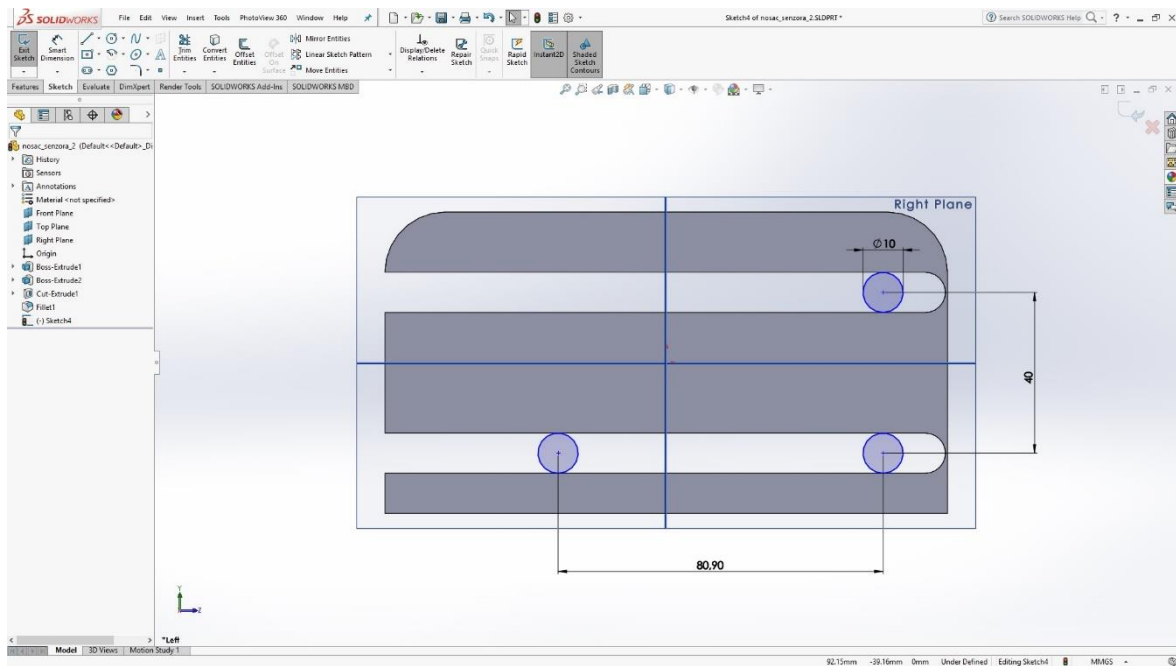 SOLIDWORKS File Edit View Insert Tools PhotoView 360 Window Help Sketch4 of nosac_senzora_2.SLDPRT * Search SOLIDWORKS Help
Exit Sketch
Smart Dimension
Trim Entities
Convert Entities
Offset Entities
Offset On Surface
Mirror Entities
Linear Sketch Pattern
Move Entities
Display/Delete Relations
Repair Sketch
Quick Snaps
Rapid Sketch
Instant2D
Shaded Sketch Contours
Features Sketch Evaluate DimXpert Render Tools SOLIDWORKS Add-Ins SOLIDWORKS MBD
nosac_senzora_2 (Default<<Default>_Di
History
Sensors
Annotations
Material <not specified>
Front Plane
Top Plane
Right Plane
Origin
Boss-Extrude1
Boss-Extrude2
Cut-Extrude1
Fillet1
(-) Sketch4
Right Plane
Ø10
40
80,90
Y
Z
*Left
Model 3D Views Motion Study 1
92.15mm -39.16mm 0mm Under Defined Editing Sketch4 MMGS